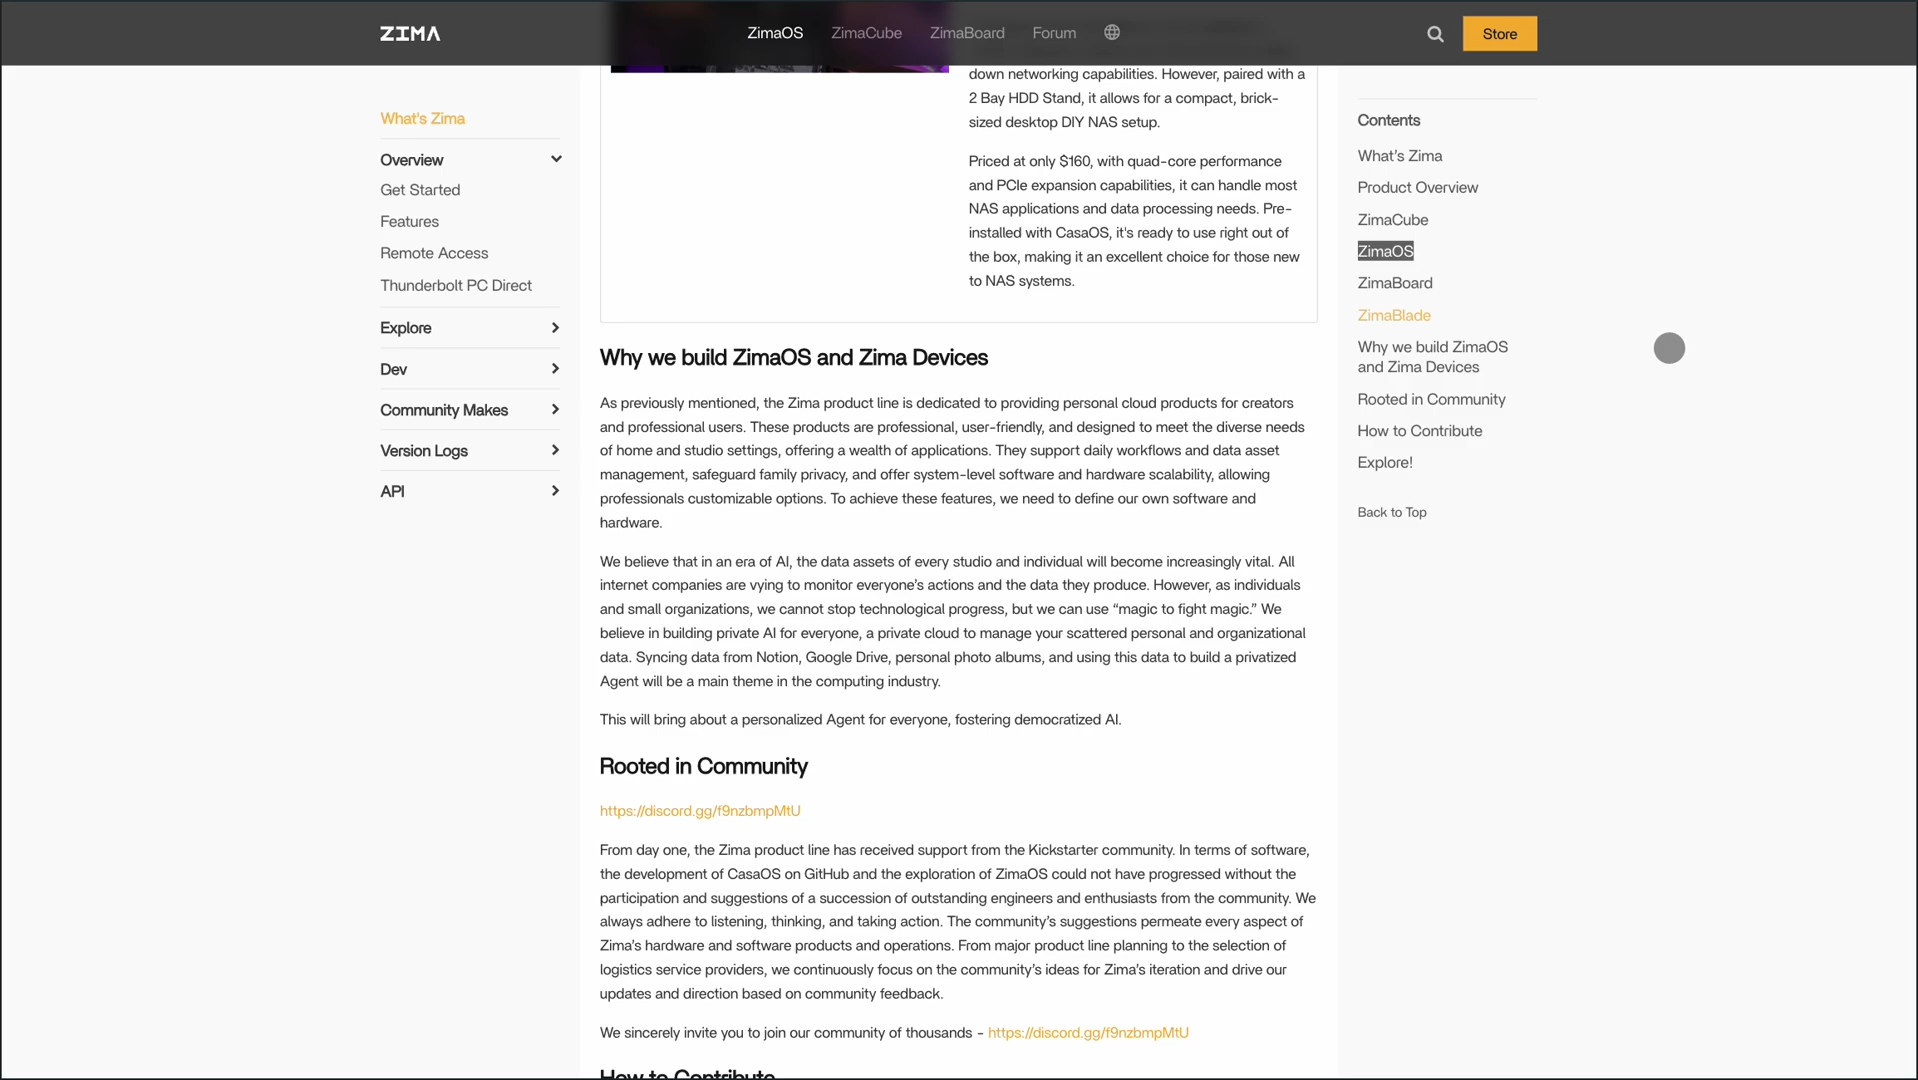 ZIMA
ZimaOS
ZimaCube
ZimaBoard
Forum
Store
What's Zima
Overview
Get Started
Features
Remote Access
Thunderbolt PC Direct
Explore
Dev
Community Makes
Version Logs
API
down networking capabilities. However, paired with a
2 Bay HDD Stand, it allows for a compact, brick-
sized desktop DIY NAS setup.
Priced at only $160, with quad-core performance
and PCIe expansion capabilities, it can handle most
NAS applications and data processing needs. Pre-
installed with CasaOS, it's ready to use right out of
the box, making it an excellent choice for those new
to NAS systems.
Why we build ZimaOS and Zima Devices
As previously mentioned, the Zima product line is dedicated to providing personal cloud products for creators
and professional users. These products are professional, user-friendly, and designed to meet the diverse needs
of home and studio settings, offering a wealth of applications. They support daily workflows and data asset
management, safeguard family privacy, and offer system-level software and hardware scalability, allowing
professionals customizable options. To achieve these features, we need to define our own software and
hardware.
We believe that in an era of AI, the data assets of every studio and individual will become increasingly vital. All
internet companies are vying to monitor everyone’s actions and the data they produce. However, as individuals
and small organizations, we cannot stop technological progress, but we can use “magic to fight magic.” We
believe in building private AI for everyone, a private cloud to manage your scattered personal and organizational
data. Syncing data from Notion, Google Drive, personal photo albums, and using this data to build a privatized
Agent will be a main theme in the computing industry.
This will bring about a personalized Agent for everyone, fostering democratized AI.
Rooted in Community
https://discord.gg/f9nzbmpMtU
From day one, the Zima product line has received support from the Kickstarter community. In terms of software,
the development of CasaOS on GitHub and the exploration of ZimaOS could not have progressed without the
participation and suggestions of a succession of outstanding engineers and enthusiasts from the community. We
always adhere to listening, thinking, and taking action. The community’s suggestions permeate every aspect of
Zima’s hardware and software products and operations. From major product line planning to the selection of
logistics service providers, we continuously focus on the community’s ideas for Zima’s iteration and drive our
updates and direction based on community feedback.
We sincerely invite you to join our community of thousands - https://discord.gg/f9nzbmpMtU
How to Contribute
Contents
What’s Zima
Product Overview
ZimaCube
ZimaOS
ZimaBoard
ZimaBlade
Why we build ZimaOS
and Zima Devices
Rooted in Community
How to Contribute
Explore!
Back to Top